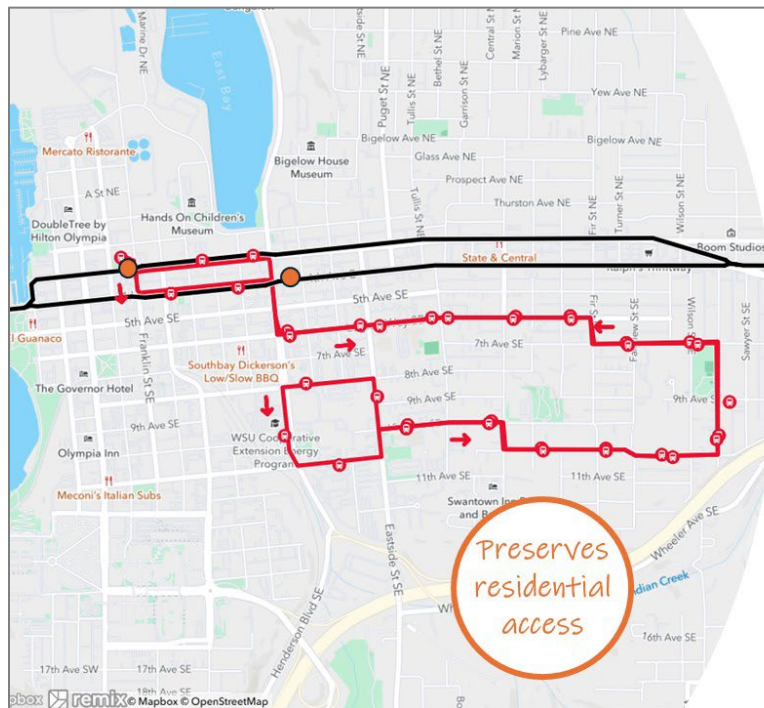 Marine Dr NE
East Bay
Eastside St NE
Puget St NE
Tullis St NE
Bethel St NE
Garrison St NE
Central St NE
Marion St NE
Lybarger St NE
Pine Ave NE
Yew Ave NE
Mercato Ristorante
Bigelow House
Museum
Bigelow Ave NE
Bigelow Ave NE
Glass Ave NE
Prospect Ave NE
Tullis St NE
A St NE
Hands On Children's
Museum
DoubleTree by
Hilton Olympia
Thurston Ave NE
Fir St NE
Turner St NE
Wilson St NE
Boom Studios
State & Central
5th Ave SE
5th Ave SE
El Guanaco
Franklin St SE
Southbay Dickerson's
Low/Slow BBQ
7th Ave SE
7th Ave SE
Sawyer St SE
The Governor Hotel
8th Ave SE
9th Ave SE
9th Ave SE
9th Ave SE
WSU Cooperative
Extension Energy
Program
Olympia Inn
Meconi's Italian Subs
11th Ave SE
11th Ave SE
Swantown Inn
Eastside St SE
Henderson Blvd SE
Wheeler Ave SE
Indian Creek
Preserves
residential
access
16th Ave SE
17th Ave SW
17th Ave SE
18th Ave SE
remix © Mapbox © OpenStreetMap